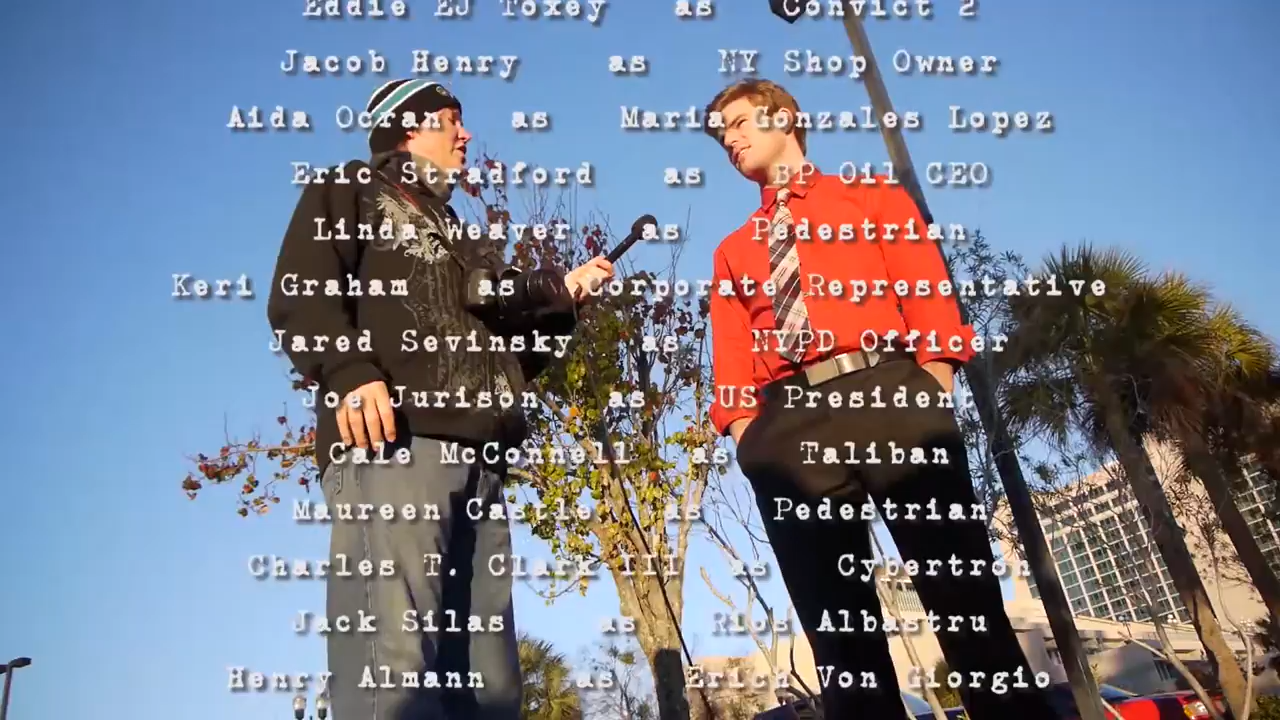 Eddie EJ Toxey as Convict 2
Jacob Henry as NY Shop Owner
Aida Ocran as Maria Gonzales Lopez
Eric Stradford as BP Oil CEO
Linda Weaver as Pedestrian
Keri Graham as Corporate Representative
Jared Sevinsky as NYPD Officer
Joe Jurison as US President
Cale McConnell as Taliban
Maureen Castle as Pedestrian
Charles T. Clark III as Cybertron
Jack Silas as Rios Albastru
Henry Almann as Erich Von Giorgio